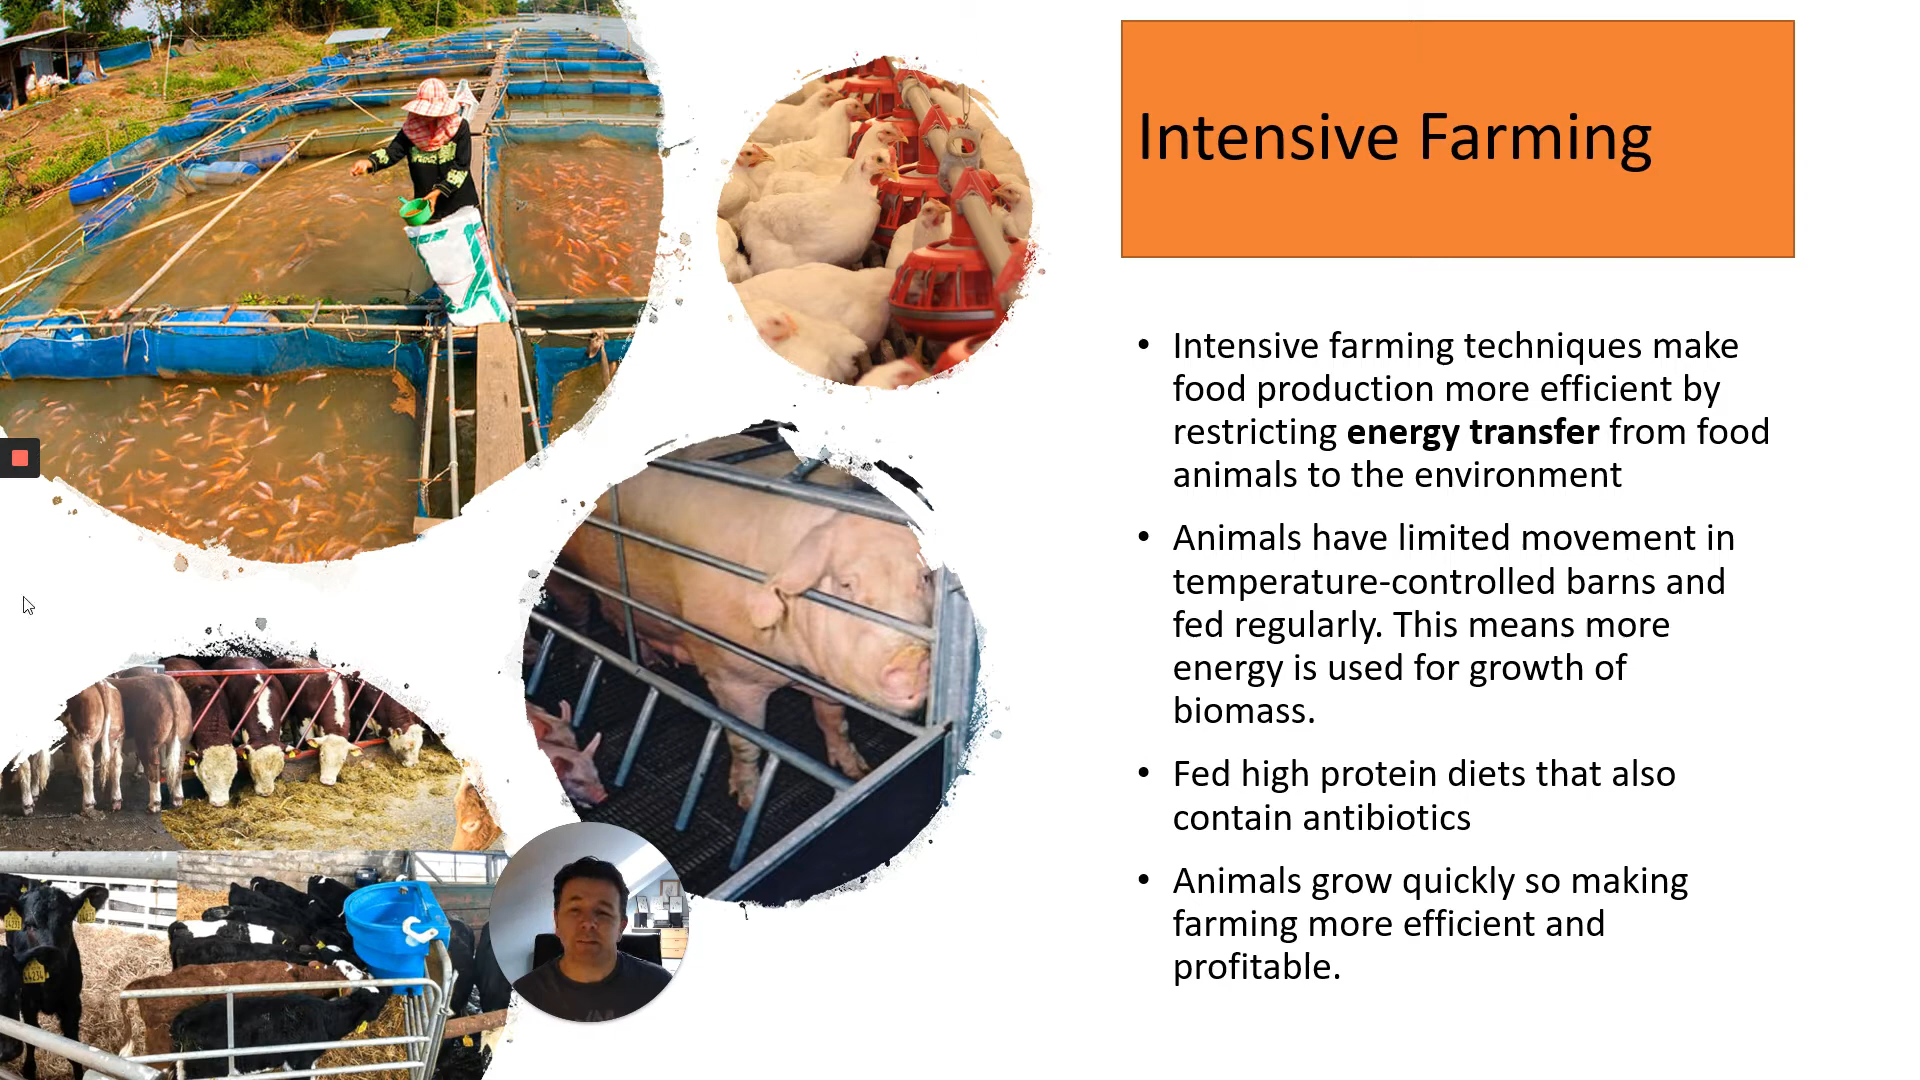 Intensive Farming
• Intensive farming techniques make
food production more efficient by
restricting energy transfer from food
animals to the environment
• Animals have limited movement in
temperature-controlled barns and
fed regularly. This means more
energy is used for growth of
biomass.
• Fed high protein diets that also
contain antibiotics
• Animals grow quickly so making
farming more efficient and
profitable.